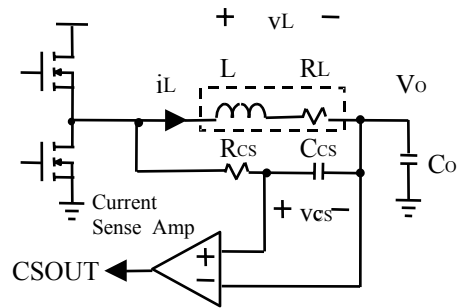 + vL −
iL L RL VO
RCS CCS CO
Current
Sense Amp
+ vcs −
+
−
CSOUT